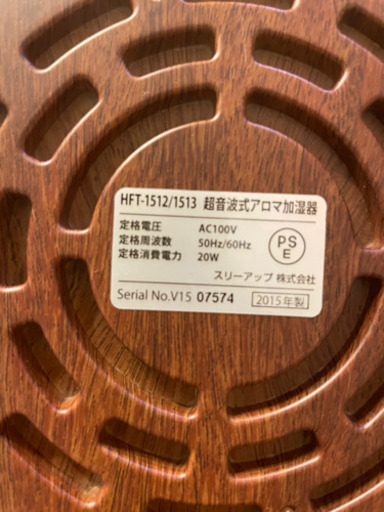 HFT-1512/1513 超音波式アロマ加湿器
定格電圧 AC100V
定格周波数 50Hz/60Hz
定格消費電力 20W
PS
E
スリーアップ 株式会社
Serial No.V15 07574 2015年製